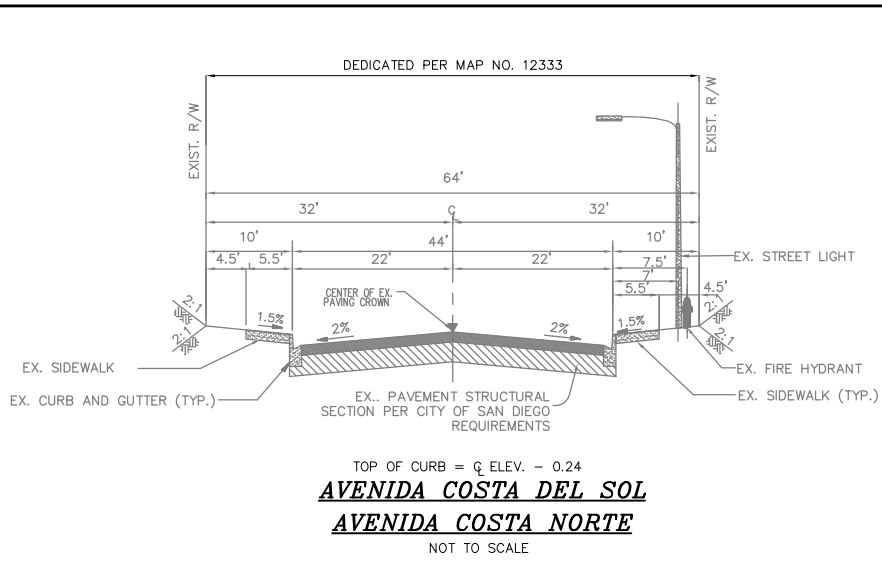 DEDICATED PER MAP NO. 12333
EXIST. R/W
EXIST. R/W
64'
32'
℄
32'
10'
44'
10'
4.5'
5.5'
22'
22'
7.5'
EX. STREET LIGHT
7'
5.5'
4.5'
CENTER OF EX.
PAVING CROWN
2:1
1.5%
2%
2%
1.5%
2:1
2:1
2:1
EX. SIDEWALK
EX. FIRE HYDRANT
EX. CURB AND GUTTER (TYP.)
EX.. PAVEMENT STRUCTURAL
SECTION PER CITY OF SAN DIEGO
REQUIREMENTS
EX. SIDEWALK (TYP.)
TOP OF CURB = ℄ ELEV. - 0.24
AVENIDA COSTA DEL SOL
AVENIDA COSTA NORTE
NOT TO SCALE